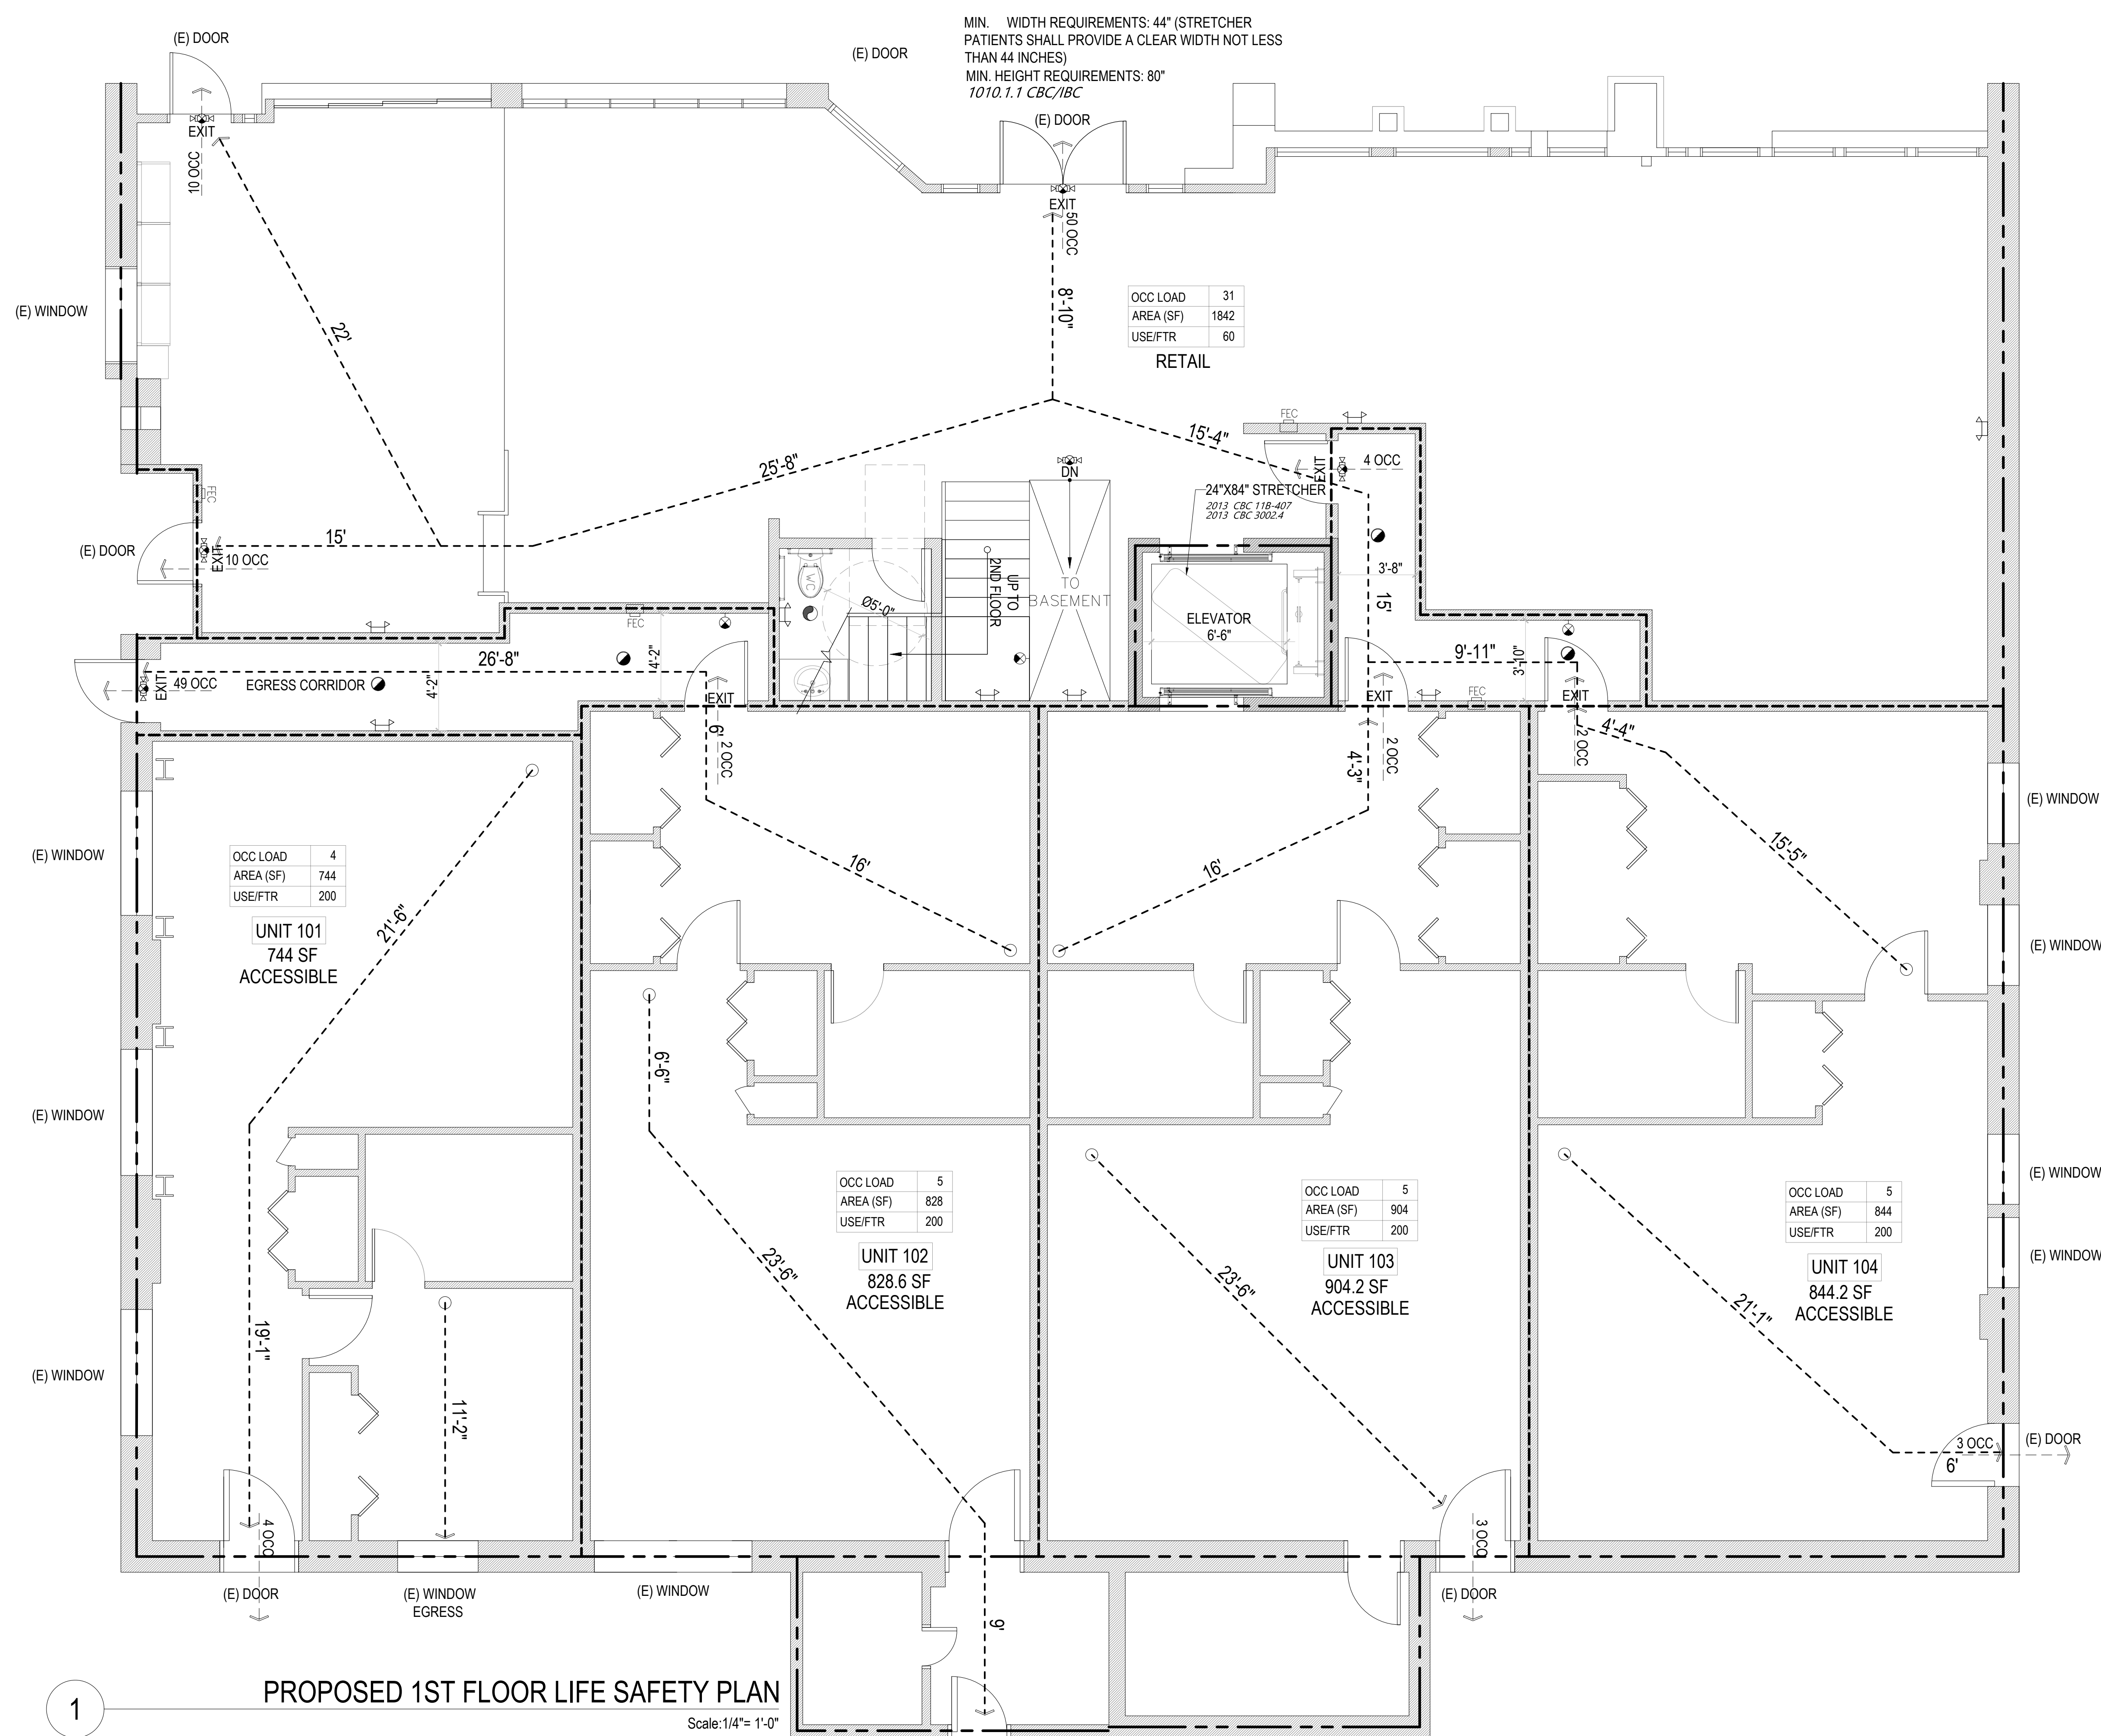 MIN. WIDTH REQUIREMENTS: 44" (STRETCHER
PATIENTS SHALL PROVIDE A CLEAR WIDTH NOT LESS
THAN 44 INCHES)
MIN. HEIGHT REQUIREMENTS: 80"
1010.1.1 CBC/IBC
(E) DOOR
(E) DOOR
(E) DOOR
EXIT
10 OCC
EXIT
50 OCC
(E) WINDOW
22'
8'-10"
OCC LOAD 31
AREA (SF) 1842
USE/FTR 60
RETAIL
FEC
15'-4"
25'-8"
EXIT
4 OCC
DN
24"X84" STRETCHER
2013 CBC 11B-407
2013 CBC 3002.4
FEC
(E) DOOR
15'
EXIT
10 OCC
WC
Ø5'-0"
UP TO
2ND FLOOR
TO
BASEMENT
ELEVATOR
6'-6"
3'-8"
15'
FEC
26'-8"
4'-2"
4'-2"
9'-11"
3'-10"
EXIT
49 OCC
EGRESS CORRIDOR
EXIT
6'
2 OCC
EXIT
FEC
EXIT
2 OCC
4'-3"
2 OCC
4'-4"
(E) WINDOW
(E) WINDOW
OCC LOAD 4
AREA (SF) 744
USE/FTR 200
UNIT 101
744 SF
ACCESSIBLE
21'-6"
16'
16'
15'-5"
(E) WINDOW
(E) WINDOW
6'-6"
(E) WINDOW
OCC LOAD 5
AREA (SF) 828
USE/FTR 200
UNIT 102
828.6 SF
ACCESSIBLE
OCC LOAD 5
AREA (SF) 904
USE/FTR 200
UNIT 103
904.2 SF
ACCESSIBLE
OCC LOAD 5
AREA (SF) 844
USE/FTR 200
UNIT 104
844.2 SF
ACCESSIBLE
(E) WINDOW
23'-6"
23'-6"
21'-1"
19'-1"
(E) WINDOW
11'-2"
3 OCC
6'
(E) DOOR
4 OCC
3 OCC
(E) DOOR
(E) WINDOW
EGRESS
(E) WINDOW
(E) DOOR
9'
1
PROPOSED 1ST FLOOR LIFE SAFETY PLAN
Scale:1/4"= 1'-0"